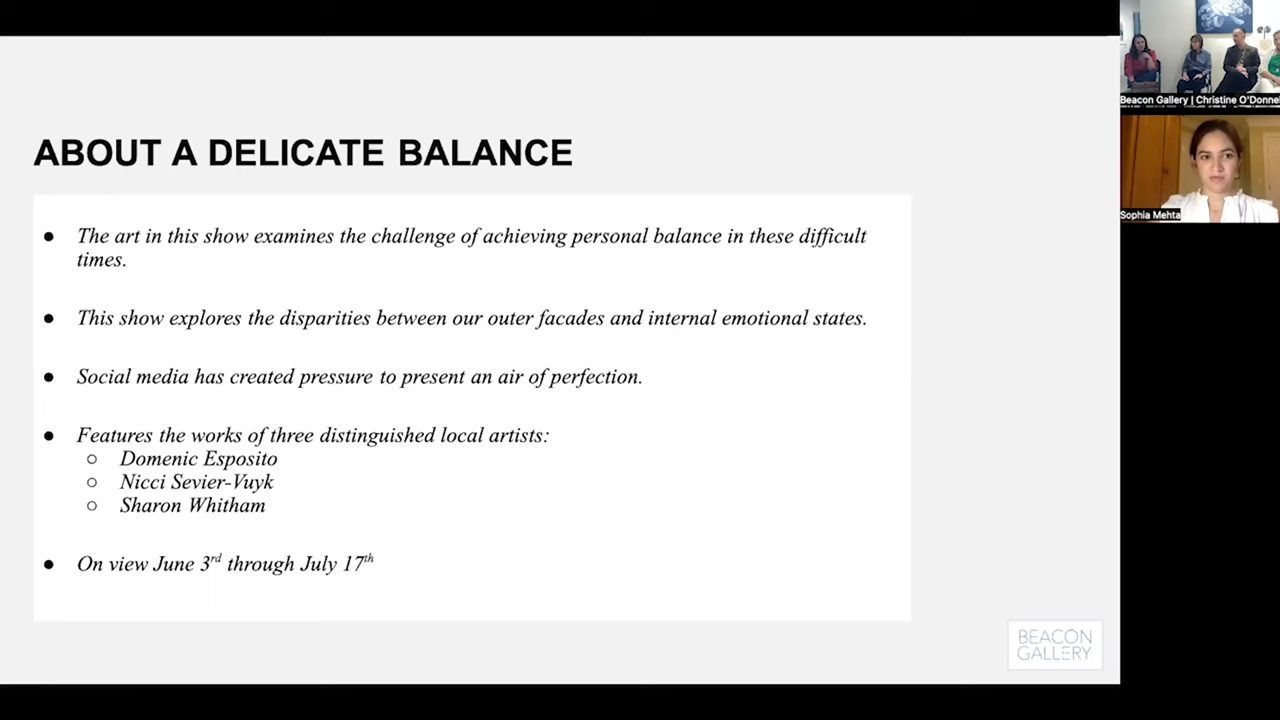 ABOUT A DELICATE BALANCE
● The art in this show examines the challenge of achieving personal balance in these difficult
times.
● This show explores the disparities between our outer facades and internal emotional states.
● Social media has created pressure to present an air of perfection.
● Features the works of three distinguished local artists:
○ Domenic Esposito
○ Nicci Sevier-Vuyk
○ Sharon Whitham
● On view June 3rd through July 17th
BEACON
GALLERY
Beacon Gallery | Christine O'Donnel
Sophia Mehta